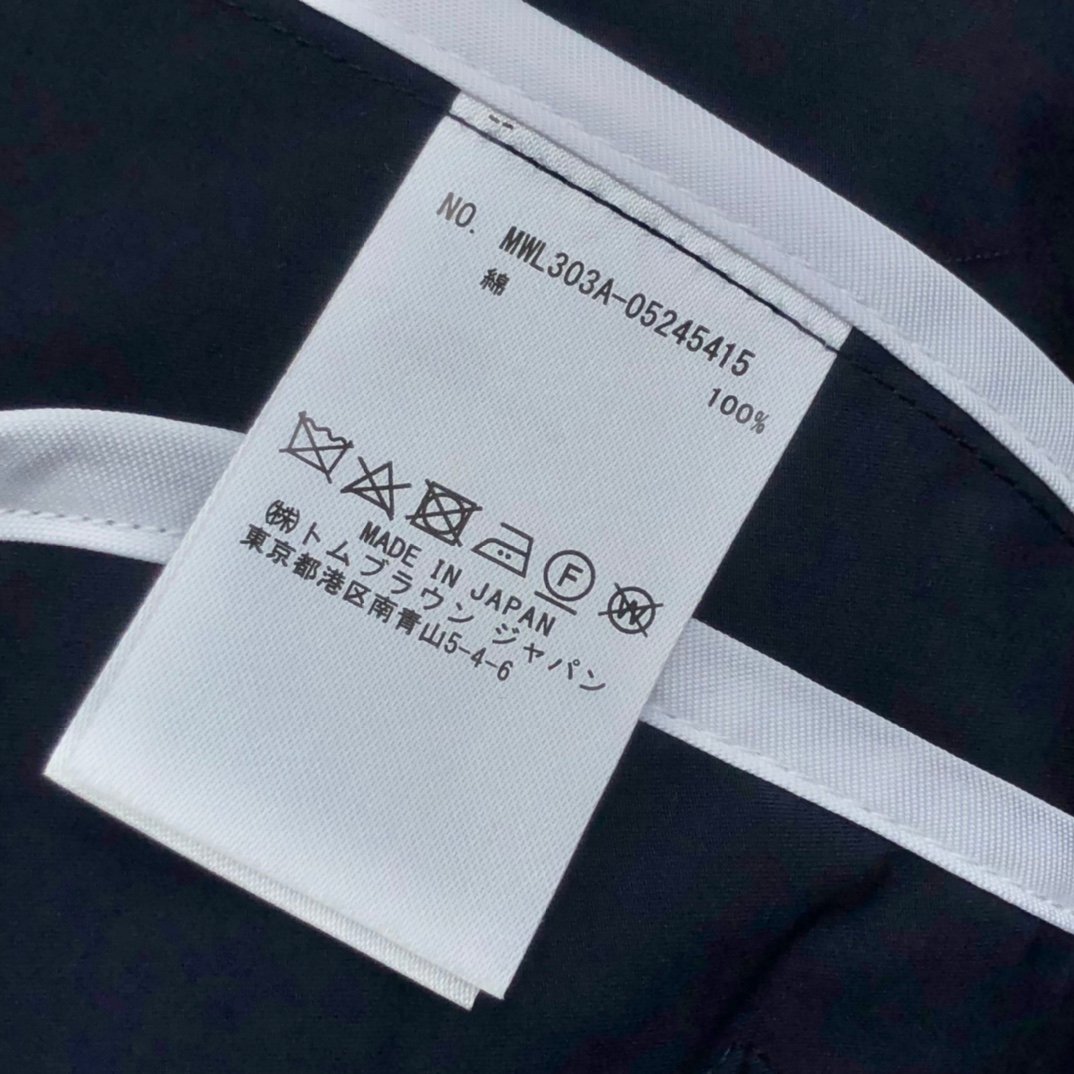 NO. MWL303A-05245415
綿 100%
F W
MADE IN JAPAN
㈱トム ブラウン ジャパン
東京都港区南青山5-4-6